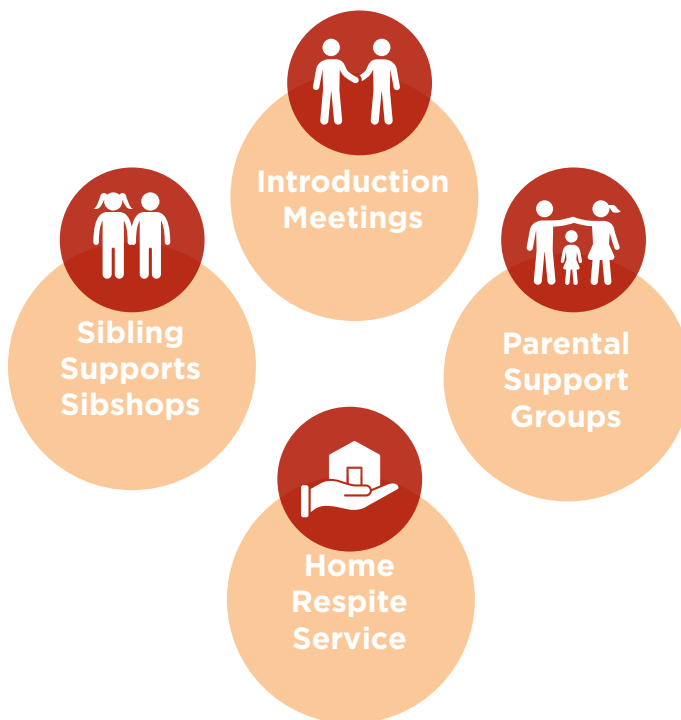 Introduction
Meetings
Sibling
Supports
Sibshops
Parental
Support
Groups
Home
Respite
Service